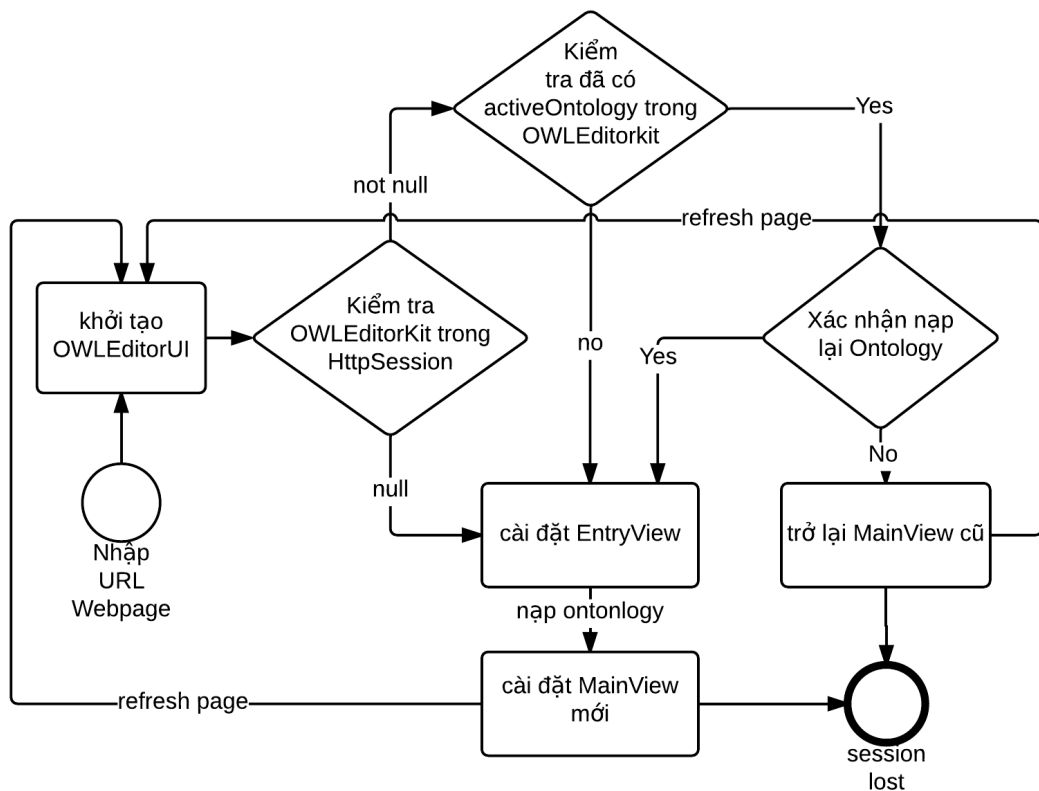 Kiểm
tra đã có
activeOntology trong
OWLEditorkit
Yes
not null
refresh page
khởi tạo
OWLEditorUI
Kiểm tra
OWLEditorKit trong
HttpSession
no
Yes
Xác nhận nạp
lại Ontology
No
null
cài đặt EntryView
trở lại MainView cũ
Nhập
URL
Webpage
nạp ontonlogy
cài đặt MainView
mới
refresh page
session
lost